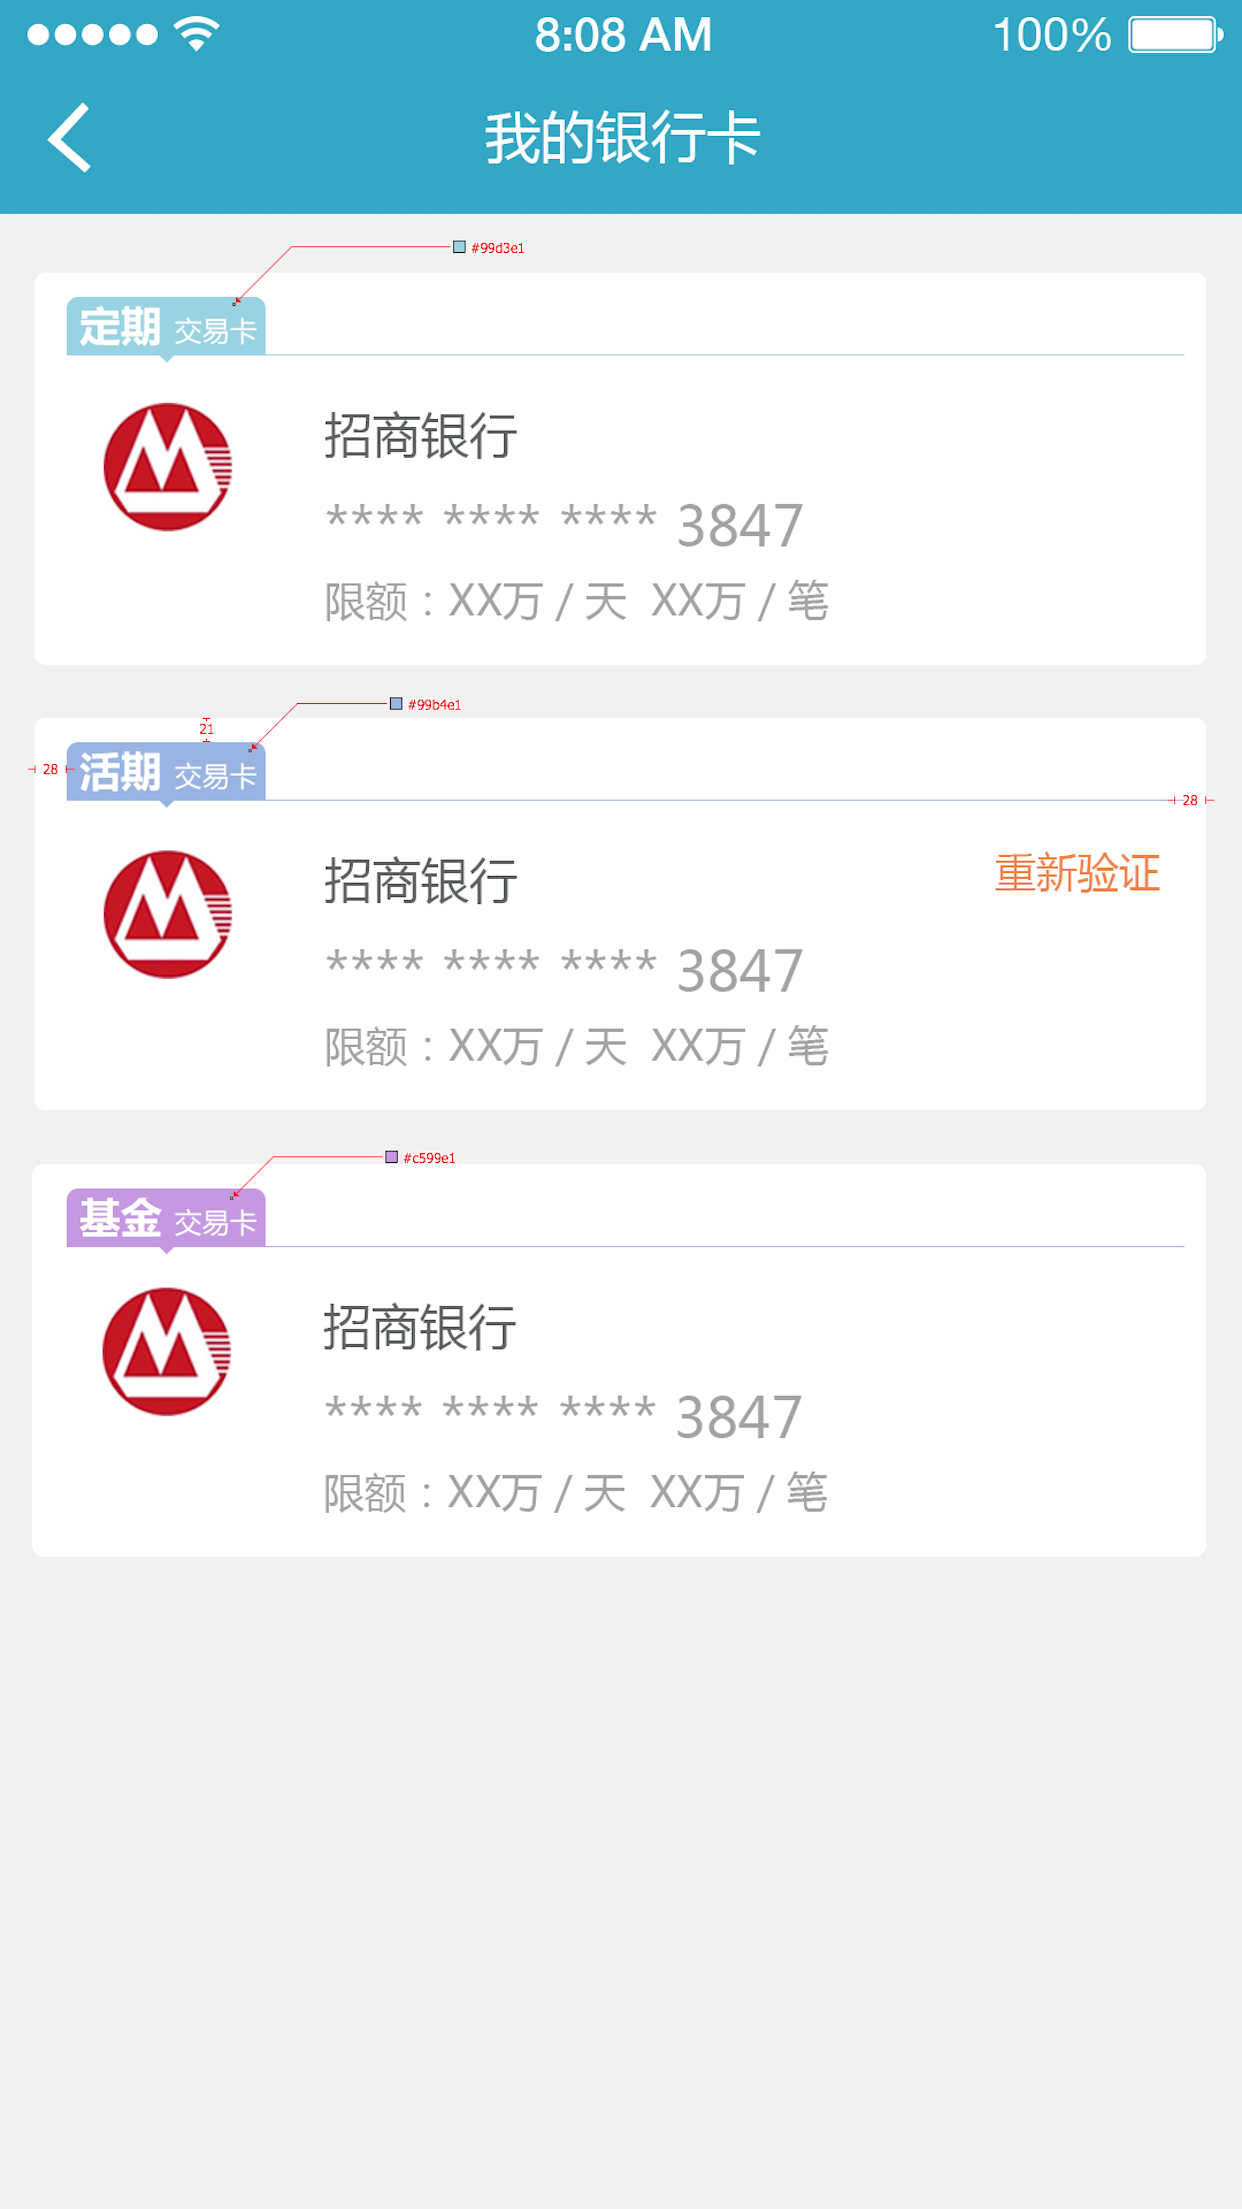 8:08 AM 100%
我的银行卡
#99d3e1
定期 交易卡
招商银行
**** **** **** 3847
限额：XX万 / 天 XX万 / 笔
#99b4e1
21
28 活期 交易卡
28
招商银行 重新验证
**** **** **** 3847
限额：XX万 / 天 XX万 / 笔
#c599e1
基金 交易卡
招商银行
**** **** **** 3847
限额：XX万 / 天 XX万 / 笔